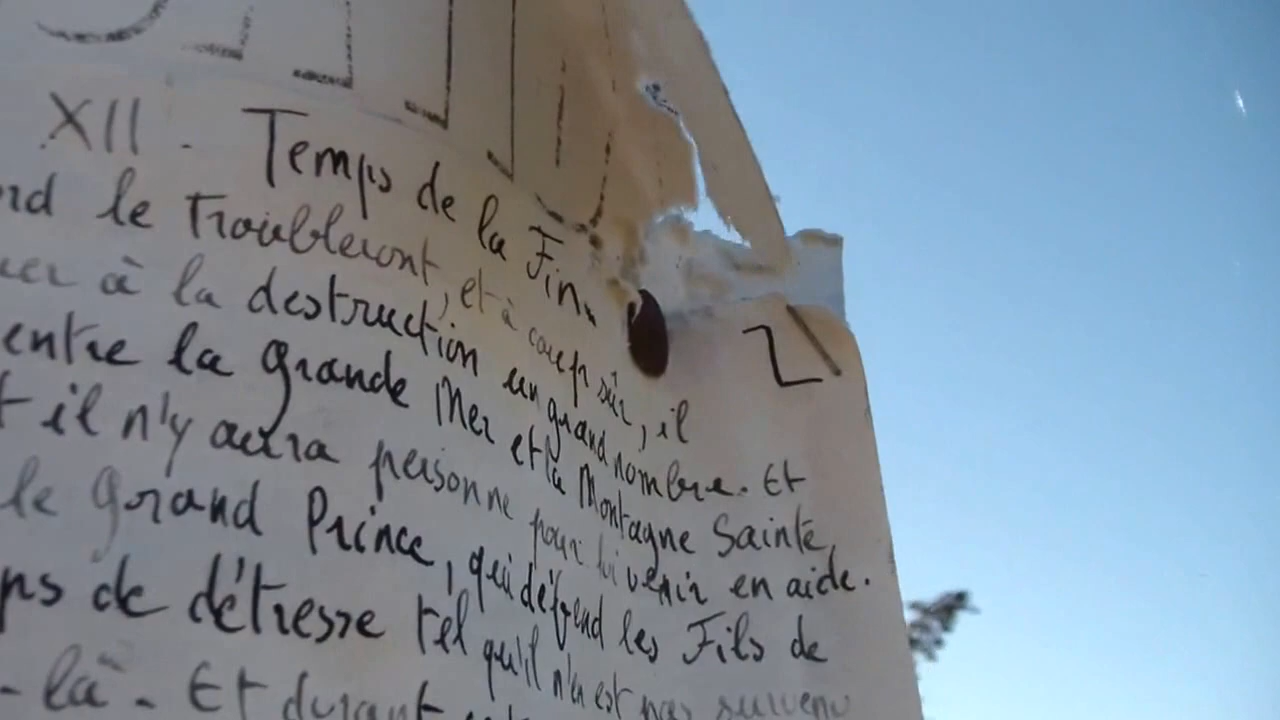 XII - Temps de la Fin.
rd le troubleront, et à coup sûr, il
er à la destruction un grand nombre. Et
entre la grande Mer et la Montagne Sainte,
t il n'y aura personne pour lui venir en aide.
le Grand Prince, qui défend les Fils de
ps de détresse tel qu'il n'en est pas survenu
- là - Et durant